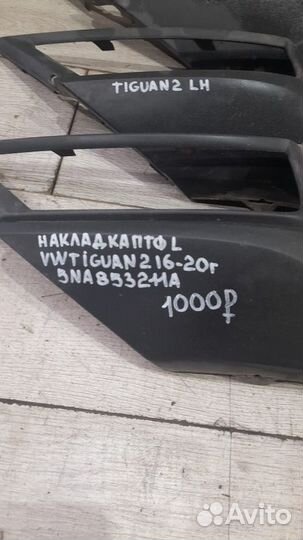 TIGUAN2 LH
НАКЛАДКАПТФ L
VWTIGUAN2 16-20г
5NA853211A
1000₽
Avito